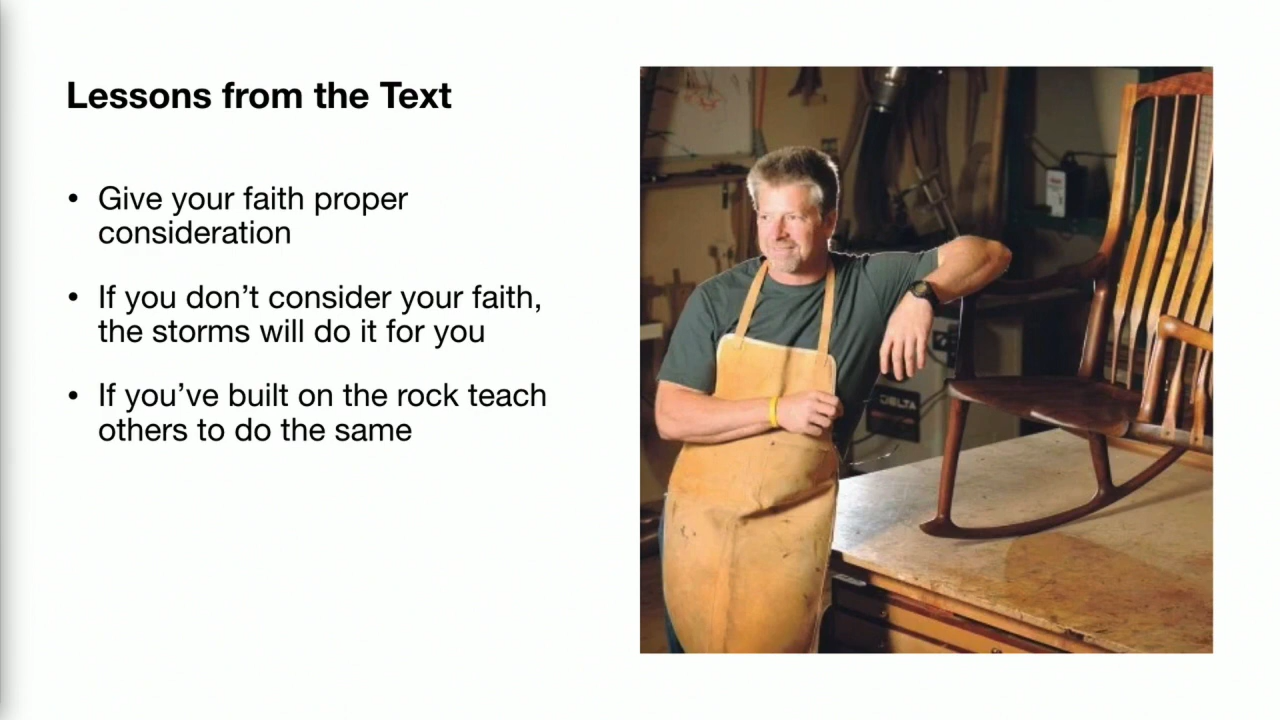 Lessons from the Text
• Give your faith proper
consideration
• If you don’t consider your faith,
the storms will do it for you
• If you’ve built on the rock teach
others to do the same
DELTA